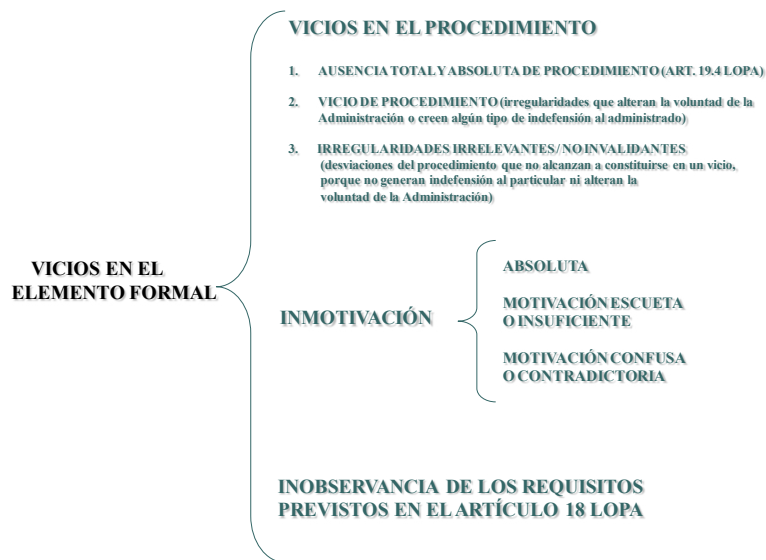 VICIOS EN EL PROCEDIMIENTO
1. AUSENCIA TOTAL Y ABSOLUTA DE PROCEDIMIENTO (ART. 19.4 LOPA)
2. VICIO DE PROCEDIMIENTO (irregularidades que alteran la voluntad de la
Administración o creen algún tipo de indefensión al administrado)
3. IRREGULARIDADES IRRELEVANTES / NO INVALIDANTES
(desviaciones del procedimiento que no alcanzan a constituirse en un vicio,
porque no generan indefensión al particular ni alteran la
voluntad de la Administración)
VICIOS EN EL
ELEMENTO FORMAL
INMOTIVACIÓN
ABSOLUTA
MOTIVACIÓN ESCUETA
O INSUFICIENTE
MOTIVACIÓN CONFUSA
O CONTRADICTORIA
INOBSERVANCIA DE LOS REQUISITOS
PREVISTOS EN EL ARTÍCULO 18 LOPA